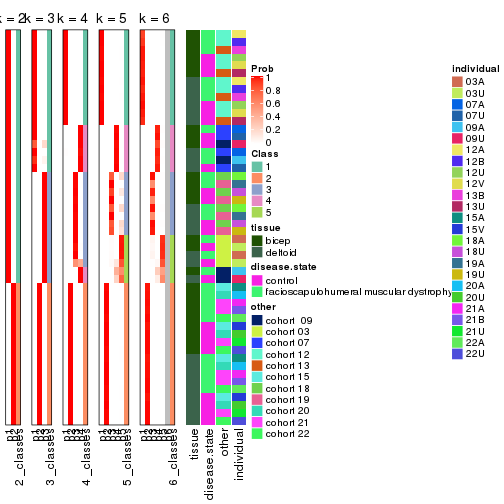 k = 2
k = 3
k = 4
k = 5
k = 6
Prob
1
0.8
0.6
0.4
0.2
0
Class
1
2
3
4
5
tissue
bicep
deltoid
disease.state
control
facioscapulohumeral muscular dystrophy
other
cohort 09
cohort 03
cohort 07
cohort 12
cohort 13
cohort 15
cohort 18
cohort 19
cohort 20
cohort 21
cohort 22
individual
03A
03U
07A
07U
09A
09U
12A
12B
12U
12V
13B
13U
15A
15V
18A
18U
19A
19U
20A
20U
21A
21B
21U
22A
22U
2_classes
3_classes
4_classes
5_classes
6_classes
tissue
disease.state
other
individual